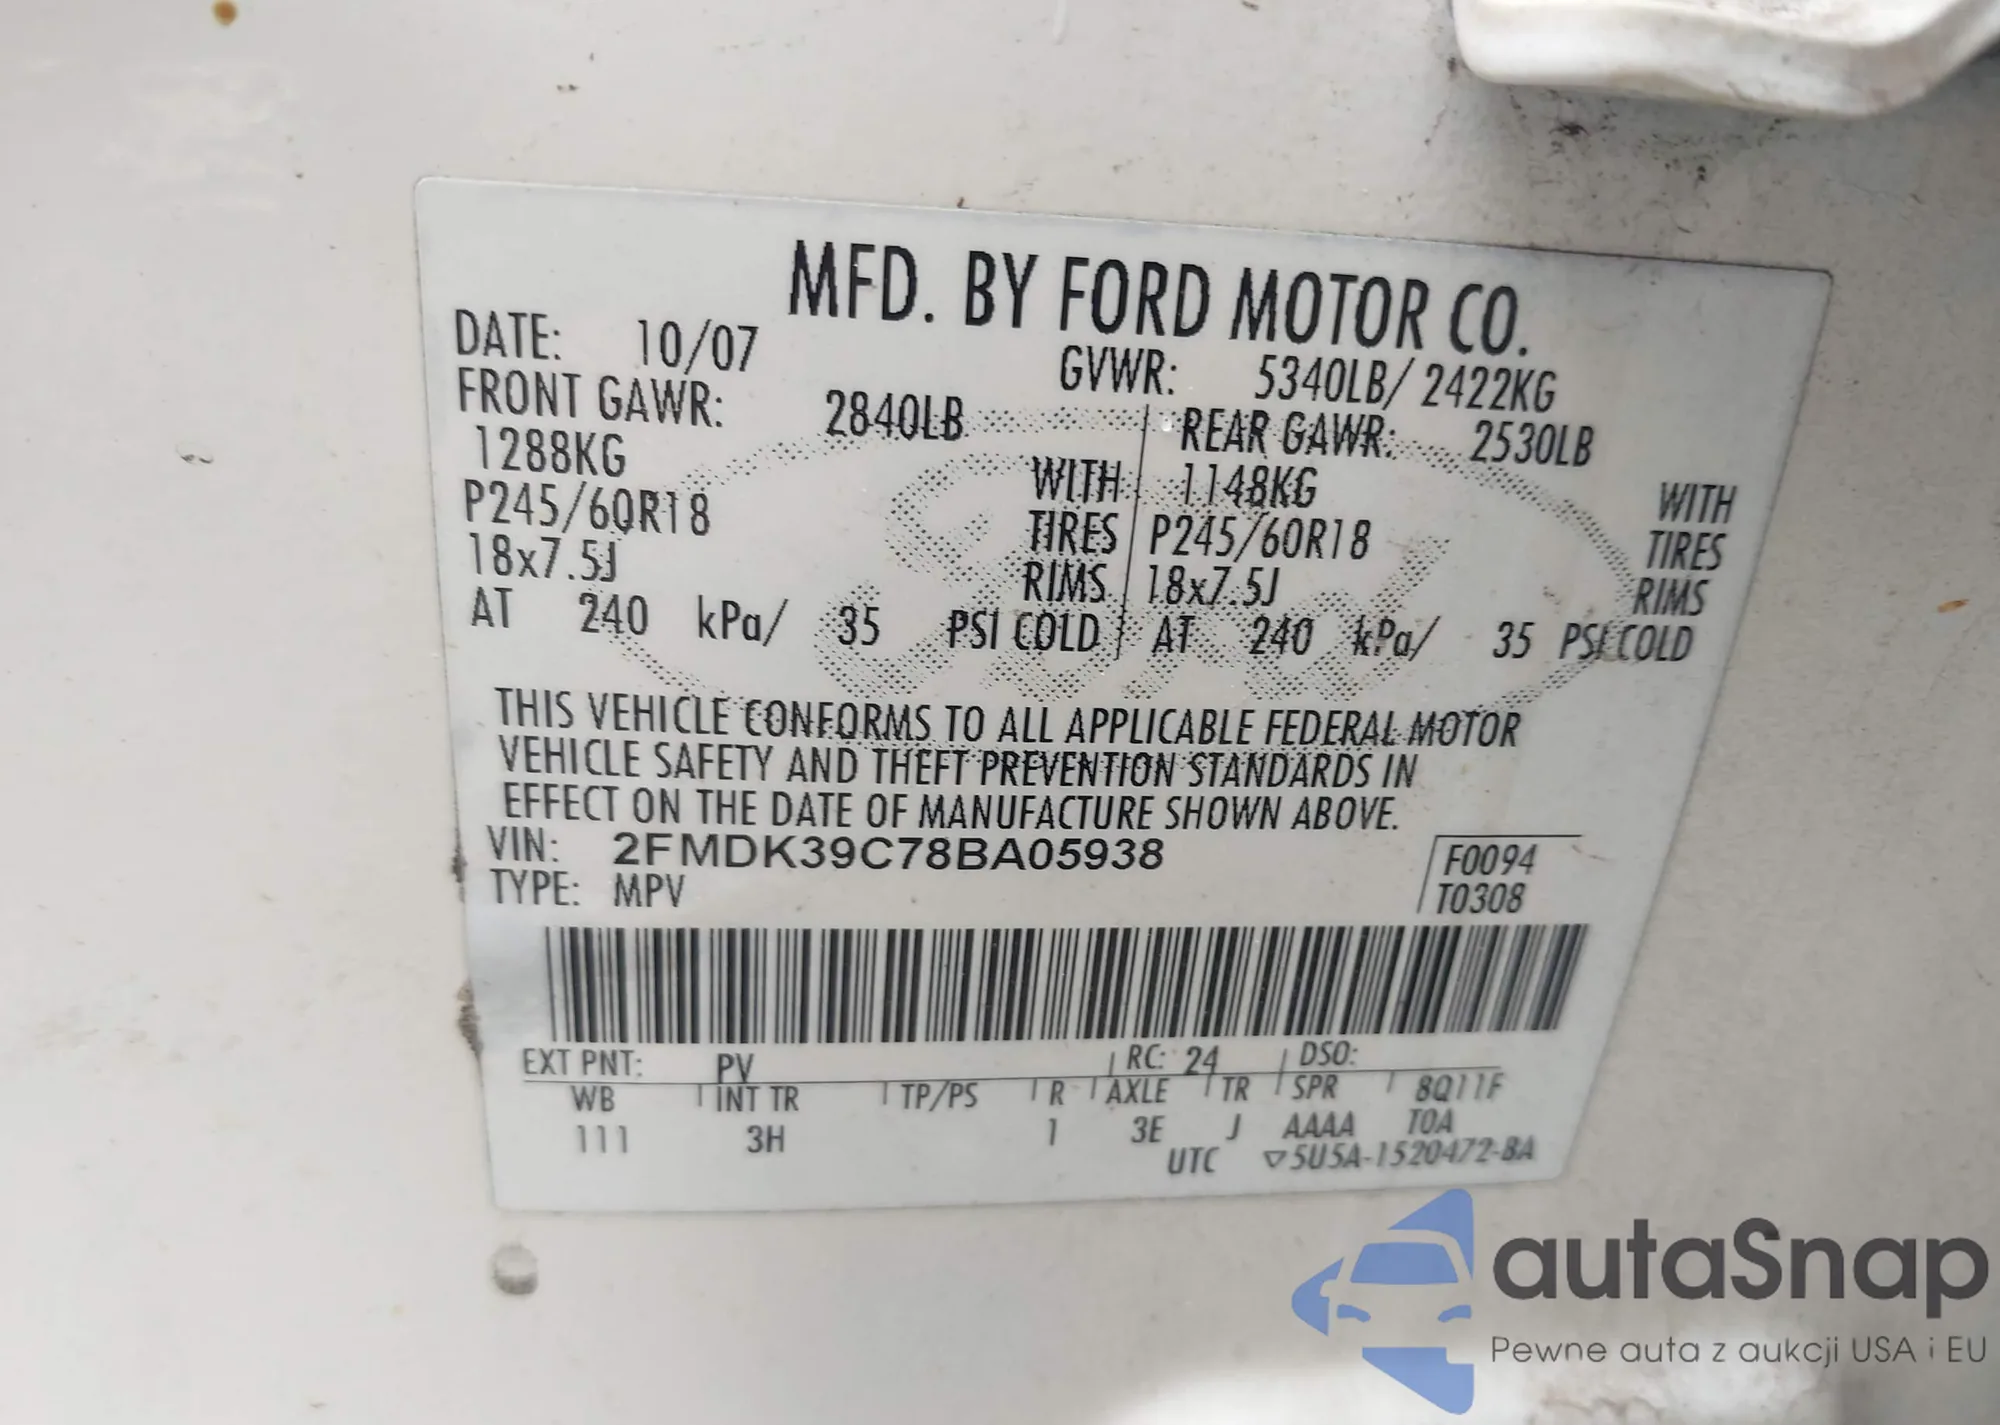 MFD. BY FORD MOTOR CO.
DATE: 10/07 GVWR: 5340LB/ 2422KG
FRONT GAWR: 2840LB REAR GAWR: 2530LB
1288KG WITH 1148KG WITH
P245/60R18 TIRES P245/60R18 TIRES
18x7.5J RIMS 18x7.5J RIMS
AT 240 kPa/ 35 PSI COLD AT 240 kPa/ 35 PSI COLD
THIS VEHICLE CONFORMS TO ALL APPLICABLE FEDERAL MOTOR
VEHICLE SAFETY AND THEFT PREVENTION STANDARDS IN
EFFECT ON THE DATE OF MANUFACTURE SHOWN ABOVE.
VIN: 2FMDK39C78BA05938 F0094
TYPE: MPV T0308
EXT PNT: PV RC: 24 DSO:
WB INT TR TP/PS R AXLE TR SPR 8Q11F
111 3H 1 3E J AAAA T0A
UTC ▽5U5A-1520472-BA
Ford
autaSnap
Pewne auta z aukcji USA i EU